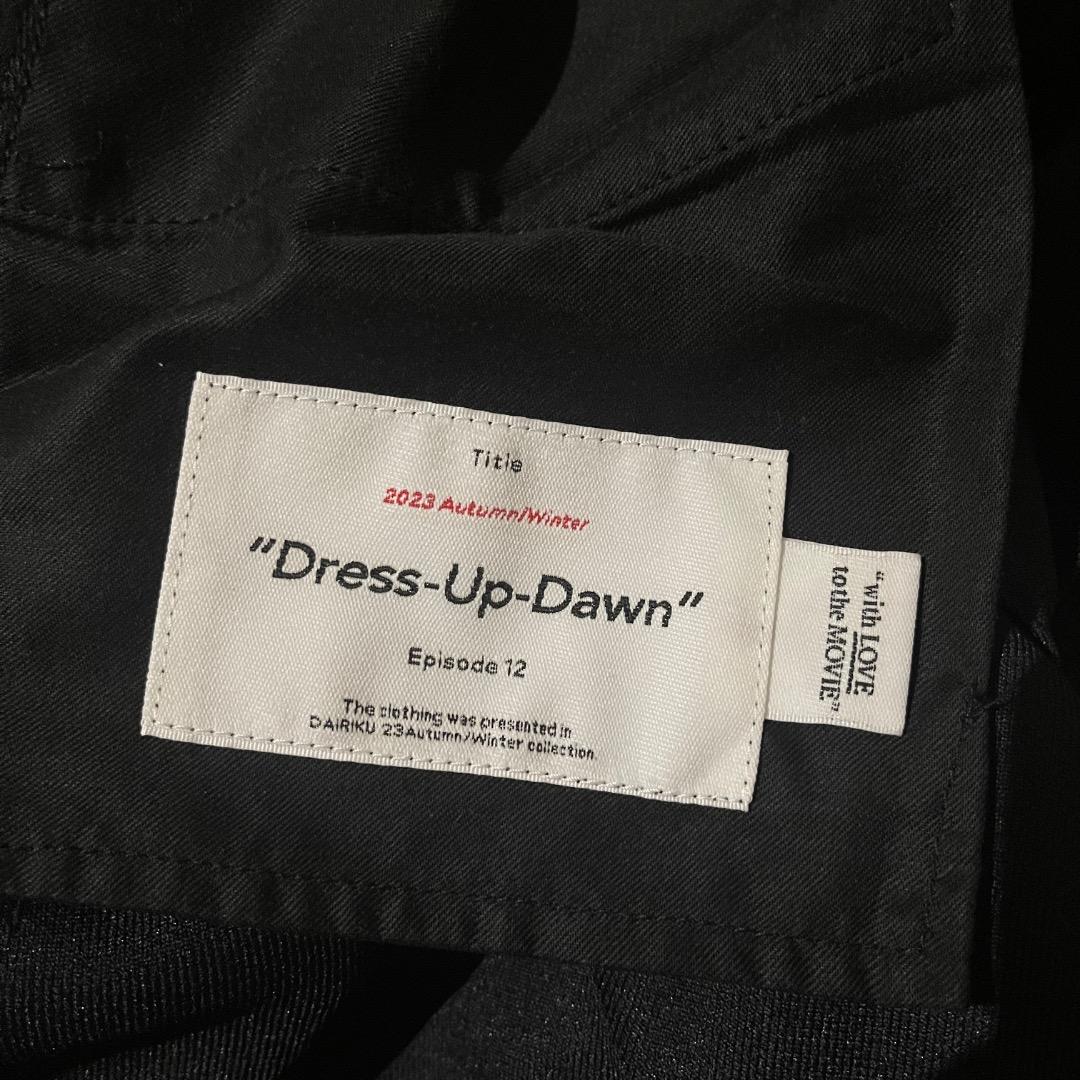 Title
2023 Autumn/Winter
"Dress-Up-Dawn"
Episode 12
The clothing was presented in
DAIRIKU 23Autumn/Winter collection.
"with LOVE
to the MOVIE"